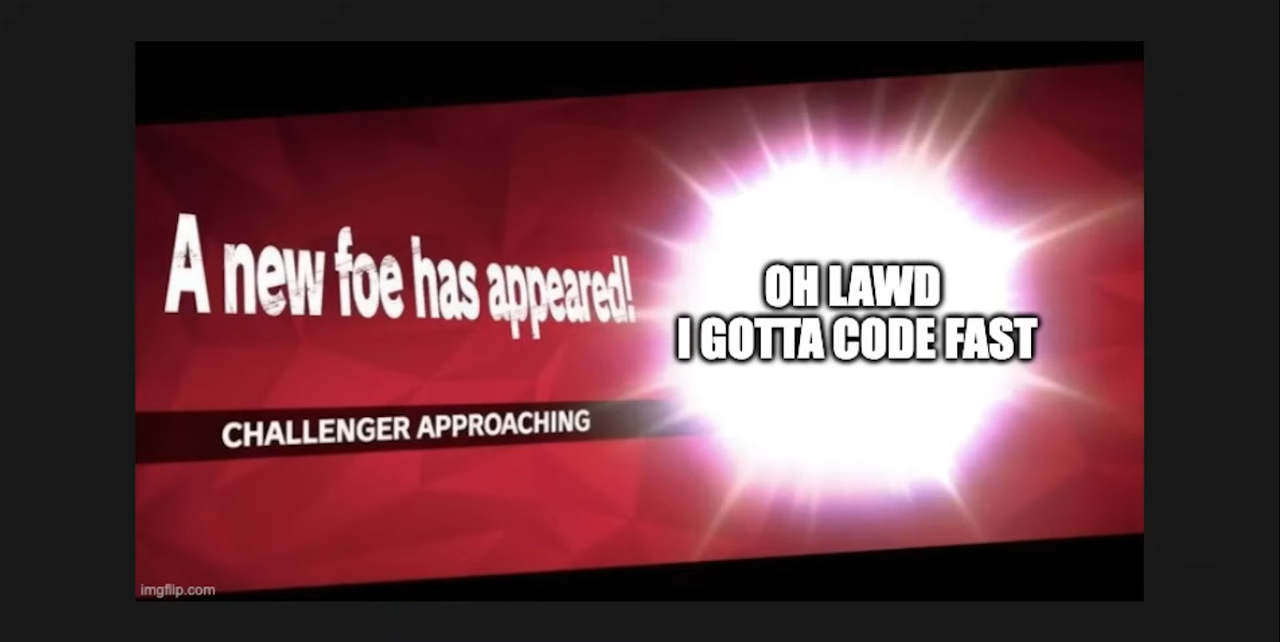 A new foe has appeared!
OH LAWD
I GOTTA CODE FAST
CHALLENGER APPROACHING
imgflip.com